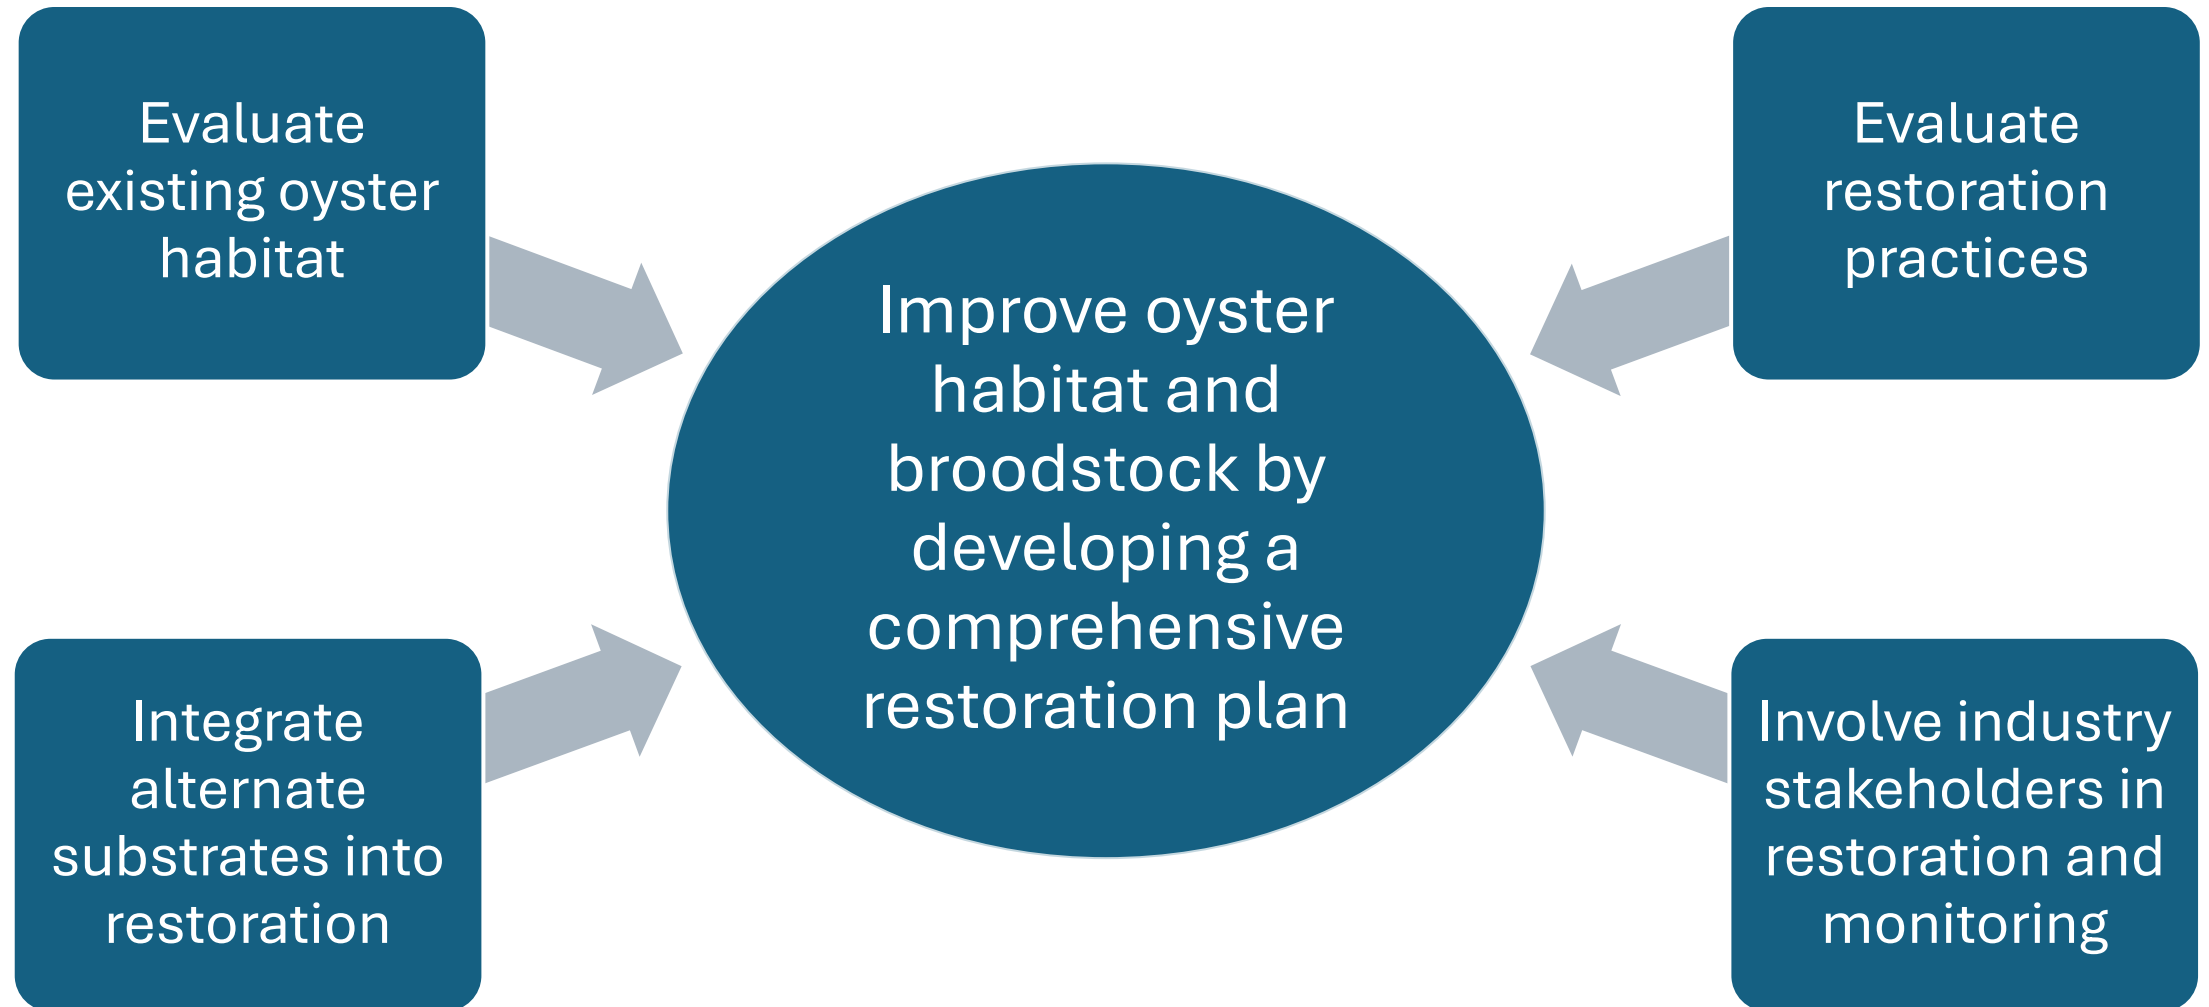 Evaluate
existing oyster
habitat
Evaluate
restoration
practices
Improve oyster
habitat and
broodstock by
developing a
comprehensive
restoration plan
Integrate
alternate
substrates into
restoration
Involve industry
stakeholders in
restoration and
monitoring